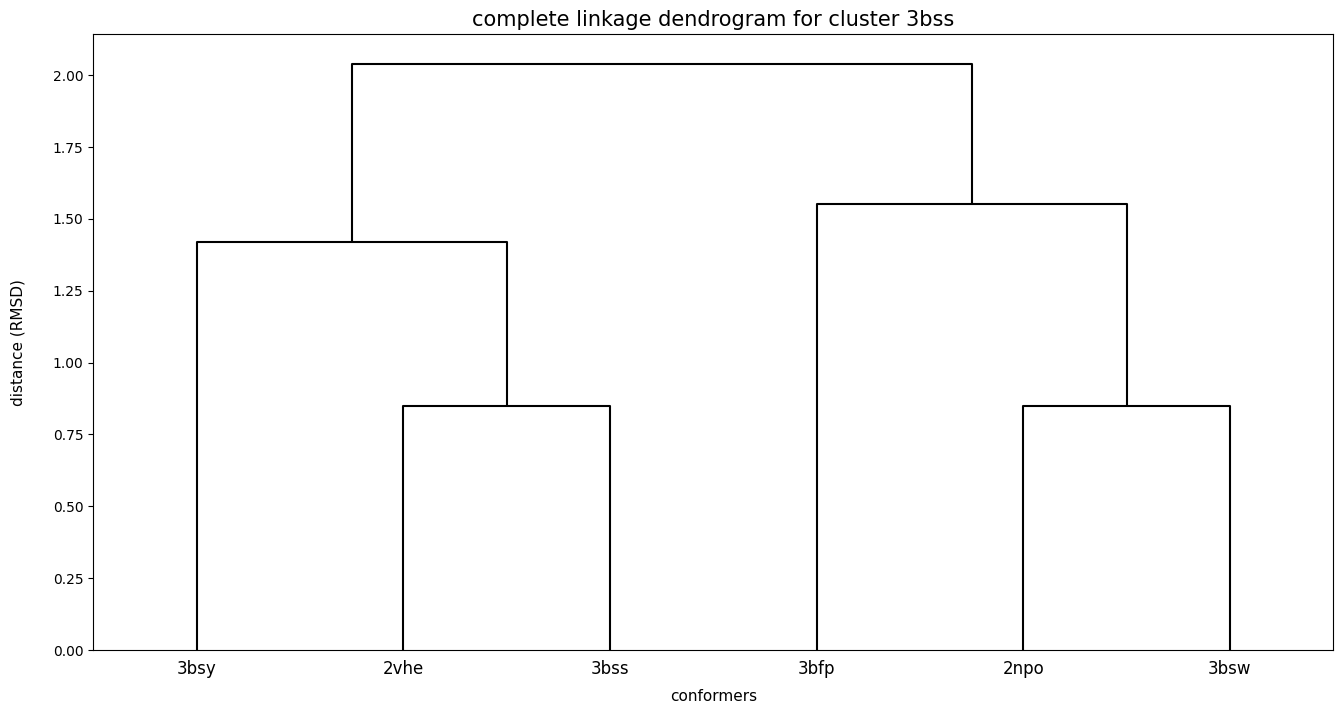 complete linkage dendrogram for cluster 3bss
2.00
1.75
1.50
1.25
1.00
0.75
0.50
0.25
0.00
distance (RMSD)
3bsy 2vhe 3bss 3bfp 2npo 3bsw
conformers